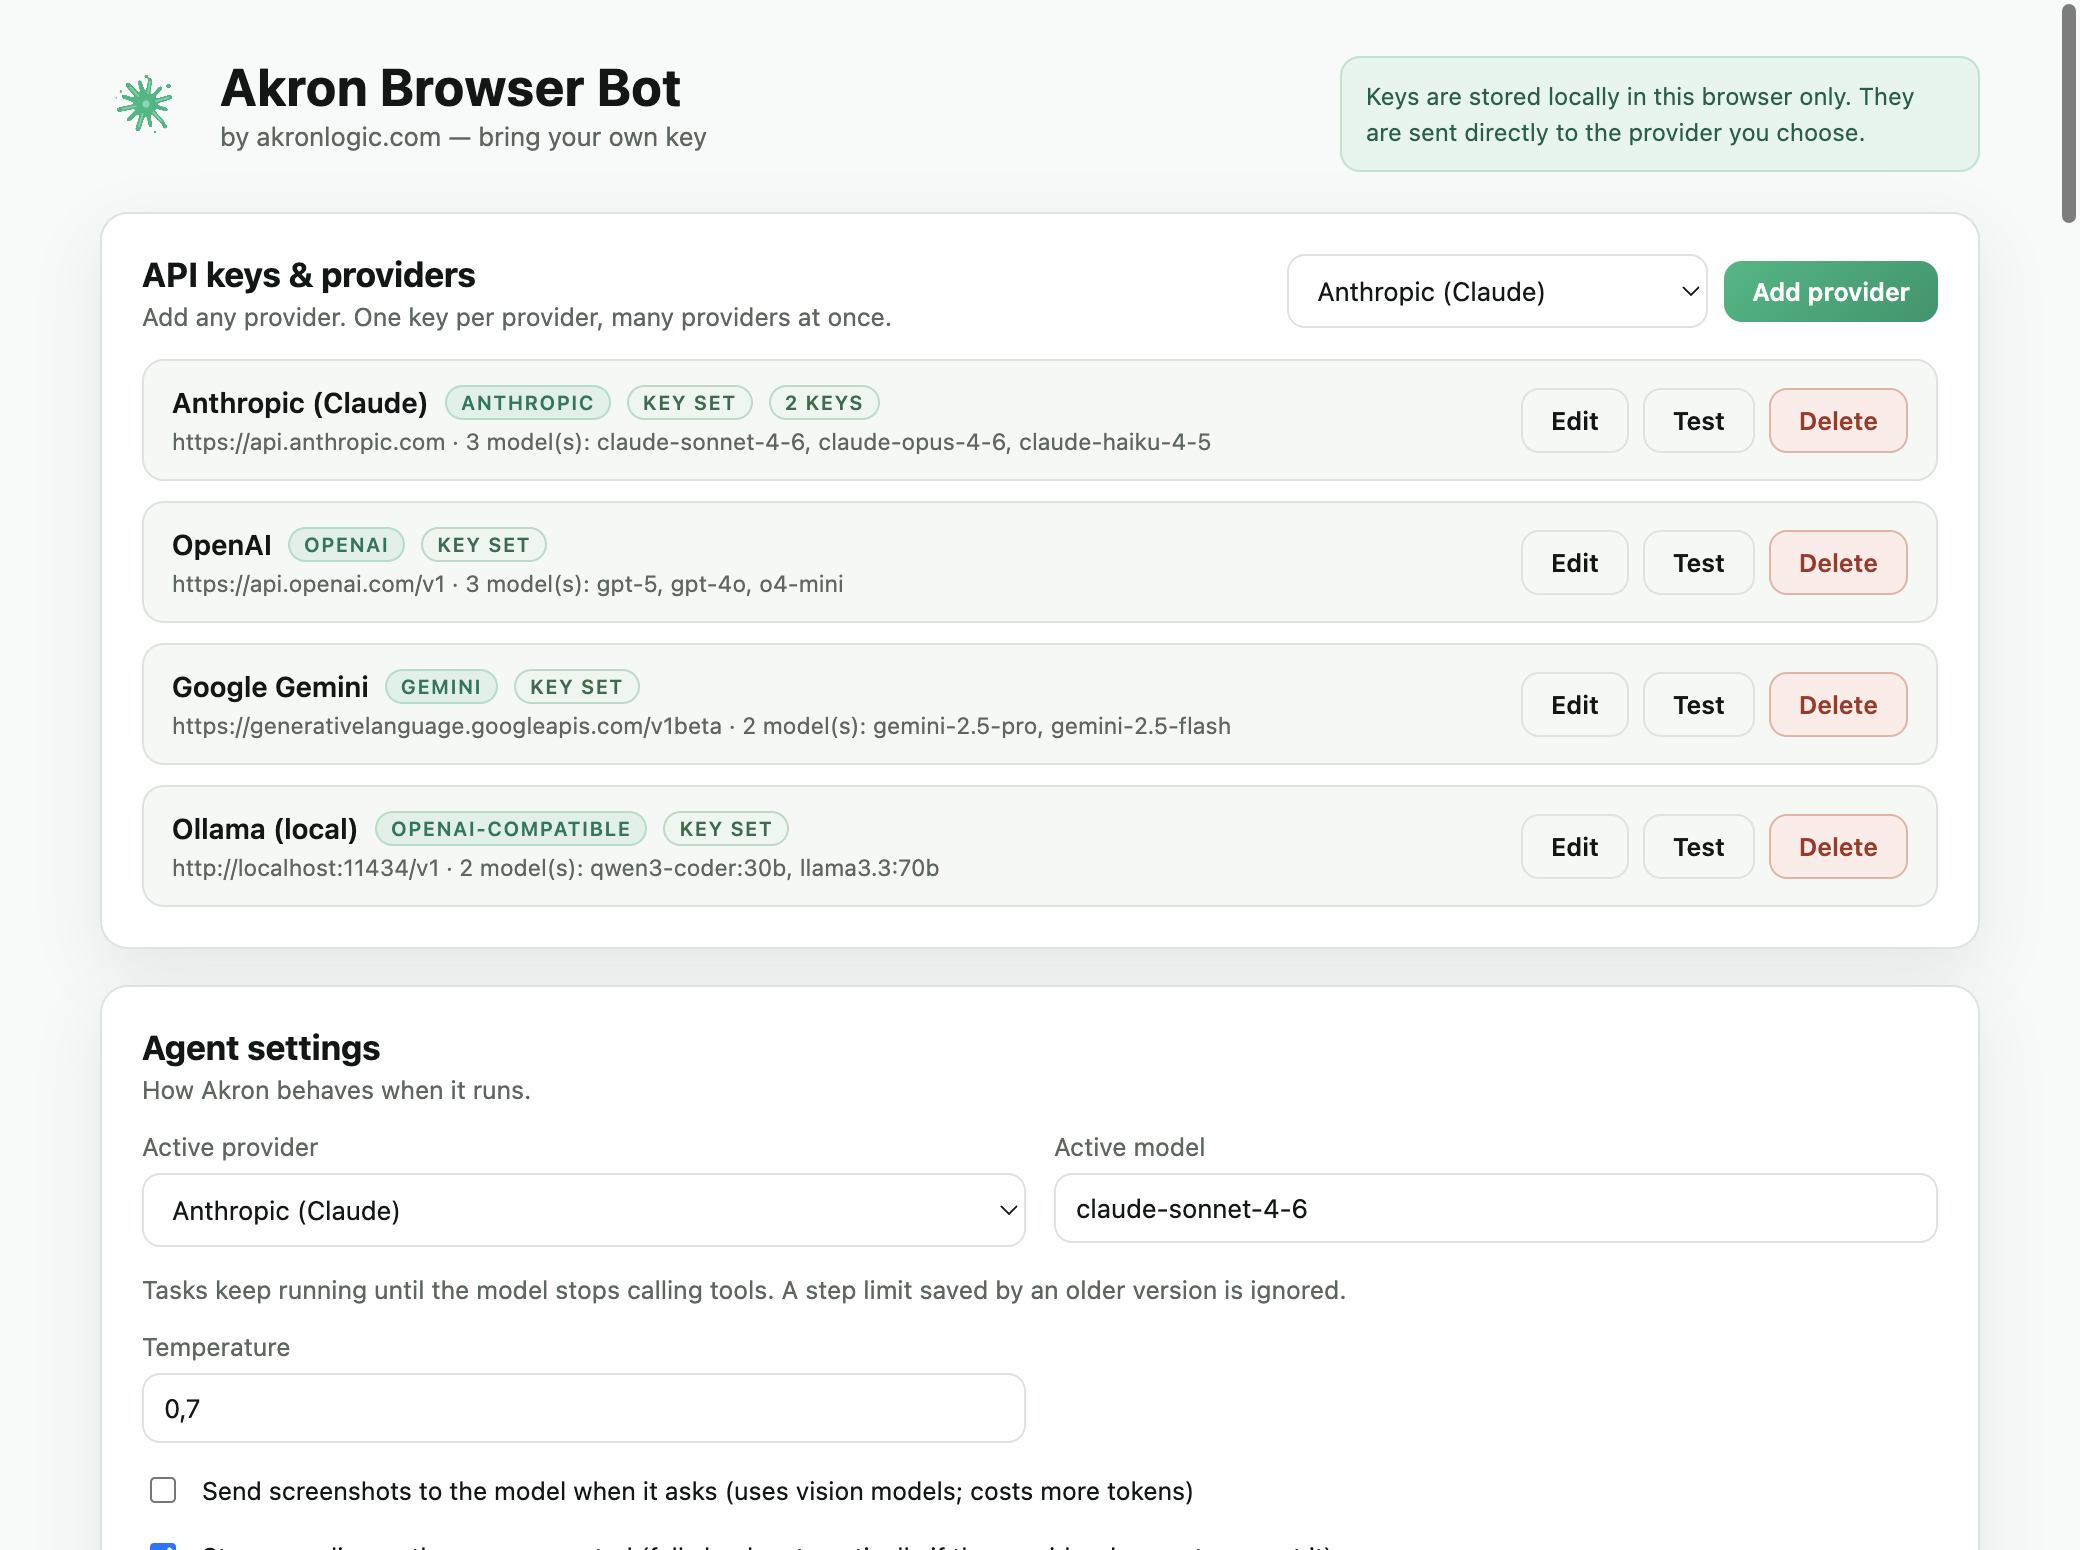 Akron Browser Bot
by akronlogic.com — bring your own key
Keys are stored locally in this browser only. They
are sent directly to the provider you choose.
API keys & providers
Add any provider. One key per provider, many providers at once.
Anthropic (Claude)
Add provider
Anthropic (Claude) ANTHROPIC KEY SET 2 KEYS
https://api.anthropic.com · 3 model(s): claude-sonnet-4-6, claude-opus-4-6, claude-haiku-4-5
Edit Test Delete
OpenAI OPENAI KEY SET
https://api.openai.com/v1 · 3 model(s): gpt-5, gpt-4o, o4-mini
Edit Test Delete
Google Gemini GEMINI KEY SET
https://generativelanguage.googleapis.com/v1beta · 2 model(s): gemini-2.5-pro, gemini-2.5-flash
Edit Test Delete
Ollama (local) OPENAI-COMPATIBLE KEY SET
http://localhost:11434/v1 · 2 model(s): qwen3-coder:30b, llama3.3:70b
Edit Test Delete
Agent settings
How Akron behaves when it runs.
Active provider
Anthropic (Claude)
Active model
claude-sonnet-4-6
Tasks keep running until the model stops calling tools. A step limit saved by an older version is ignored.
Temperature
0,7
Send screenshots to the model when it asks (uses vision models; costs more tokens)